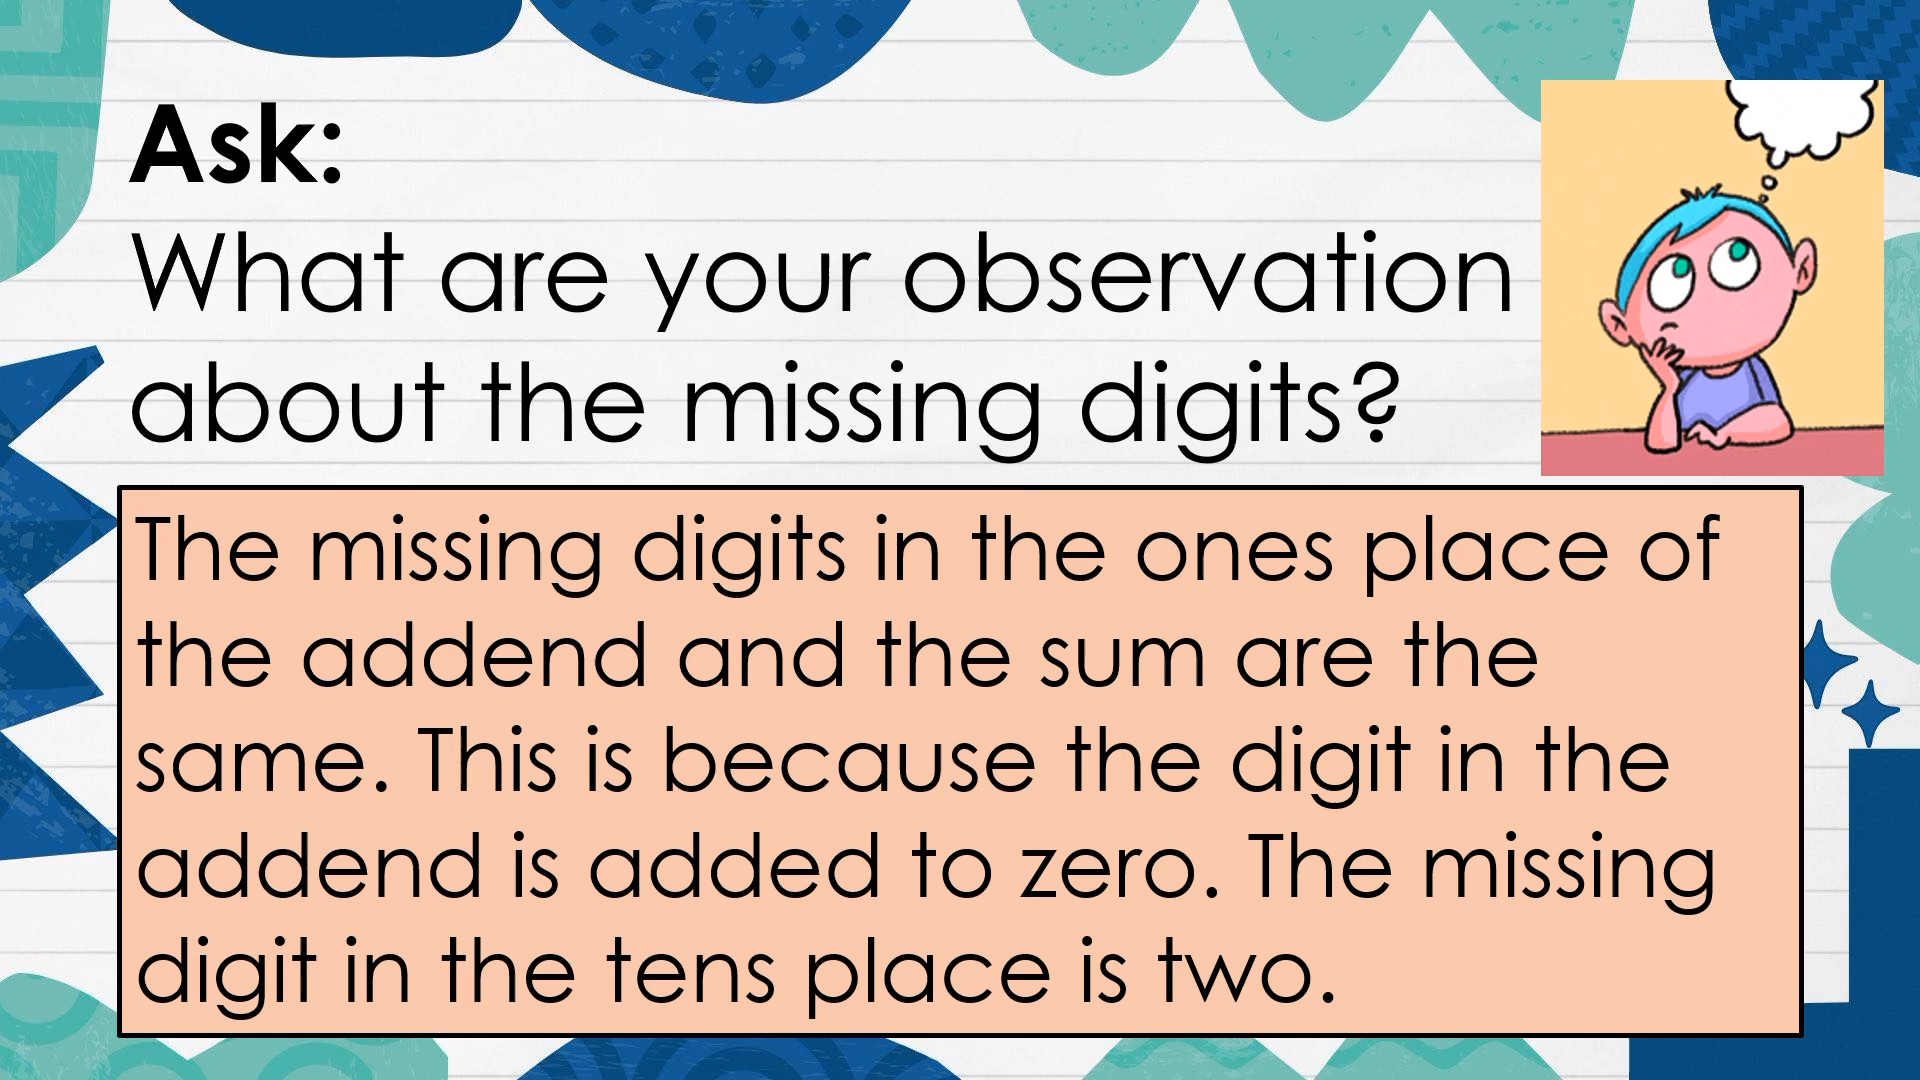 Ask:
What are your observation
about the missing digits?
The missing digits in the ones place of
the addend and the sum are the
same. This is because the digit in the
addend is added to zero. The missing
digit in the tens place is two.